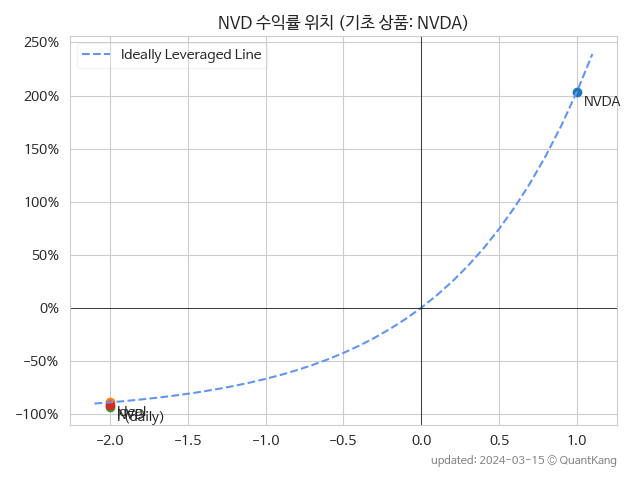 NVD 수익률 위치 (기초 상품: NVDA)
250%
Ideally Leveraged Line
200%
NVDA
150%
100%
50%
0%
−50%
−100%
(daily)
−2.0 −1.5 −1.0 −0.5 0.0 0.5 1.0
updated: 2024-03-15 © QuantKang